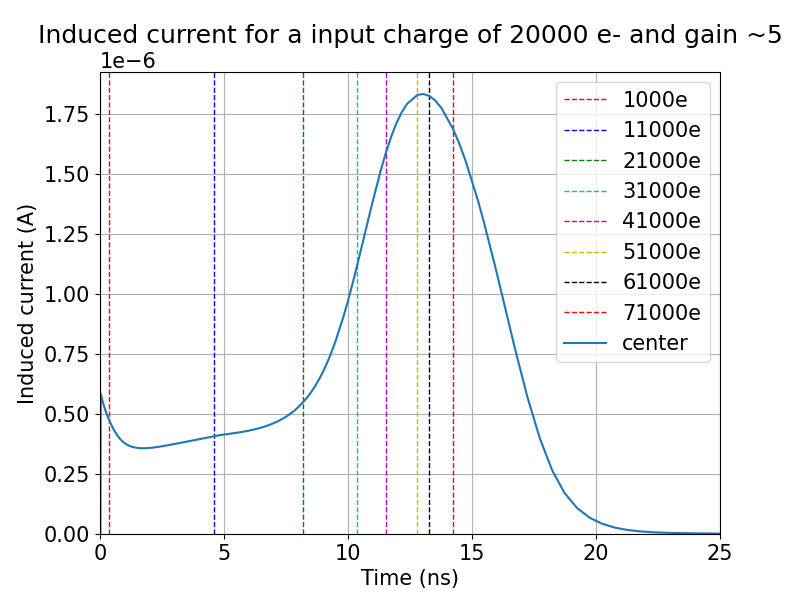 Induced current for a input charge of 20000 e- and gain ~5
1e−6
1.75
1.50
1.25
1.00
0.75
0.50
0.25
0.00
Induced current (A)
0
5
10
15
20
25
Time (ns)
1000e
11000e
21000e
31000e
41000e
51000e
61000e
71000e
center